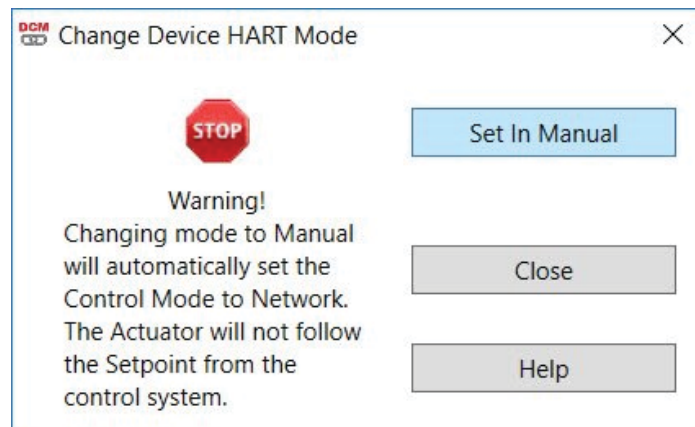 DCM
Change Device HART Mode
STOP
Set In Manual
Warning!
Changing mode to Manual
will automatically set the
Control Mode to Network.
The Actuator will not follow
the Setpoint from the
control system.
Close
Help